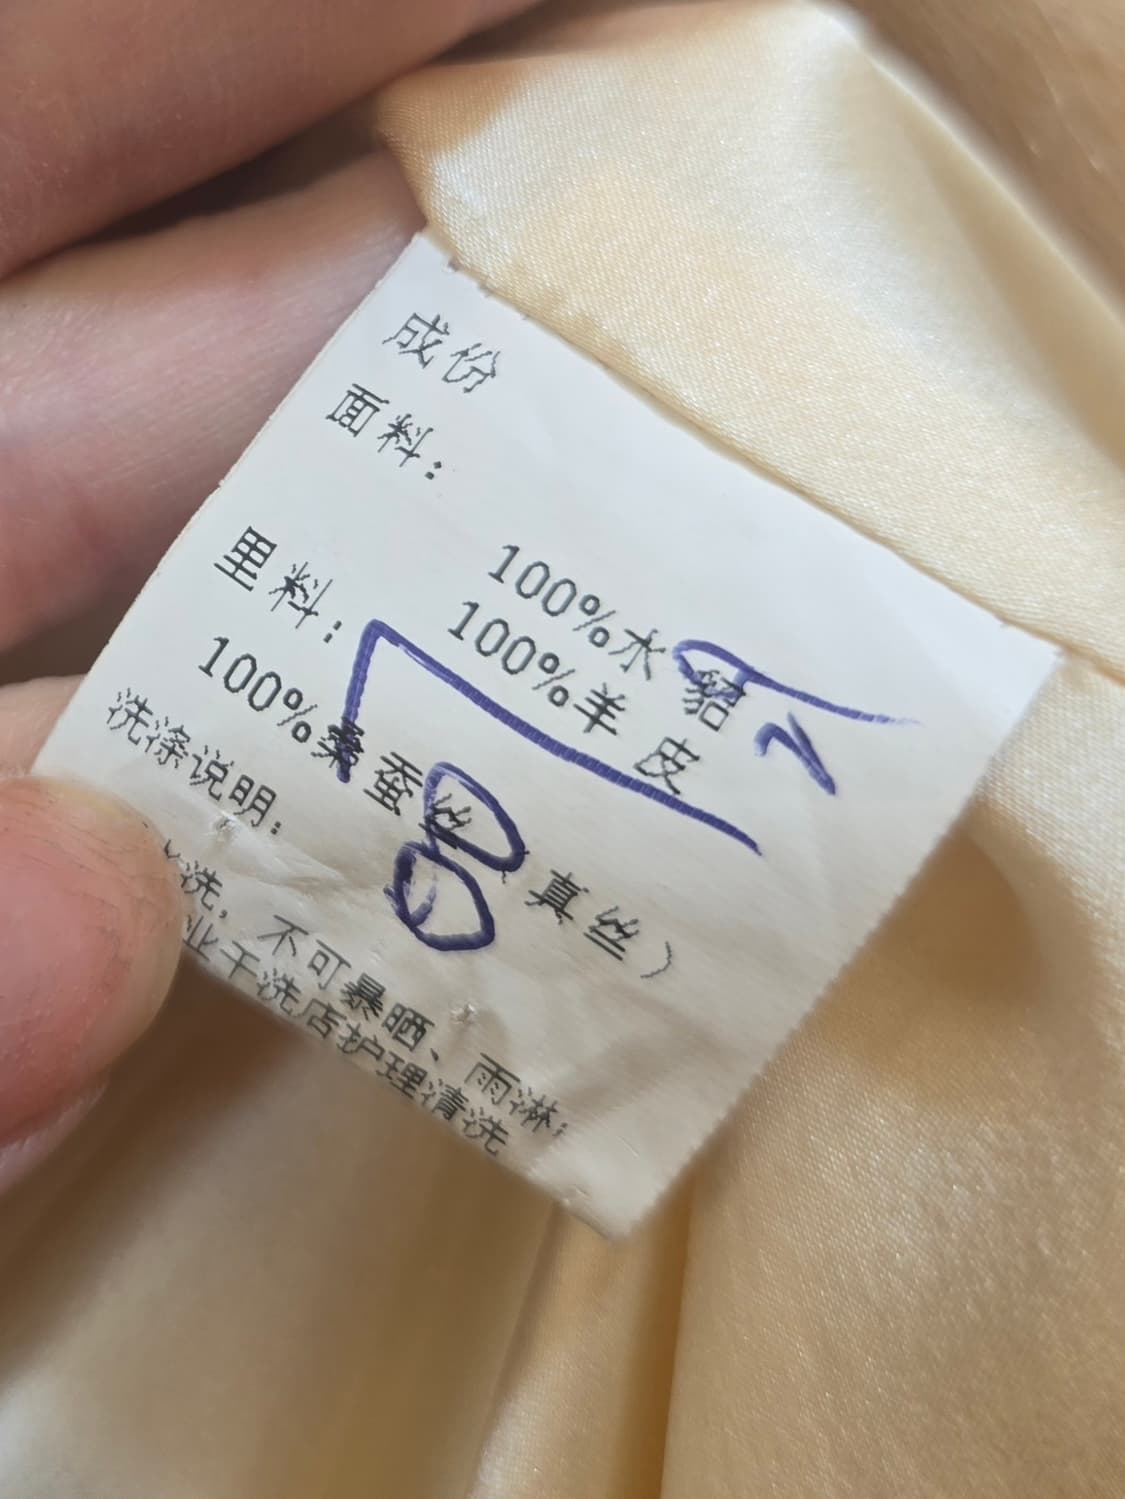 成份
面料：
100%水貂
100%羊皮
里料：
100%桑蚕丝 真丝）
洗涤说明：
洗，不可暴晒、雨淋；
业干洗店护理清洗